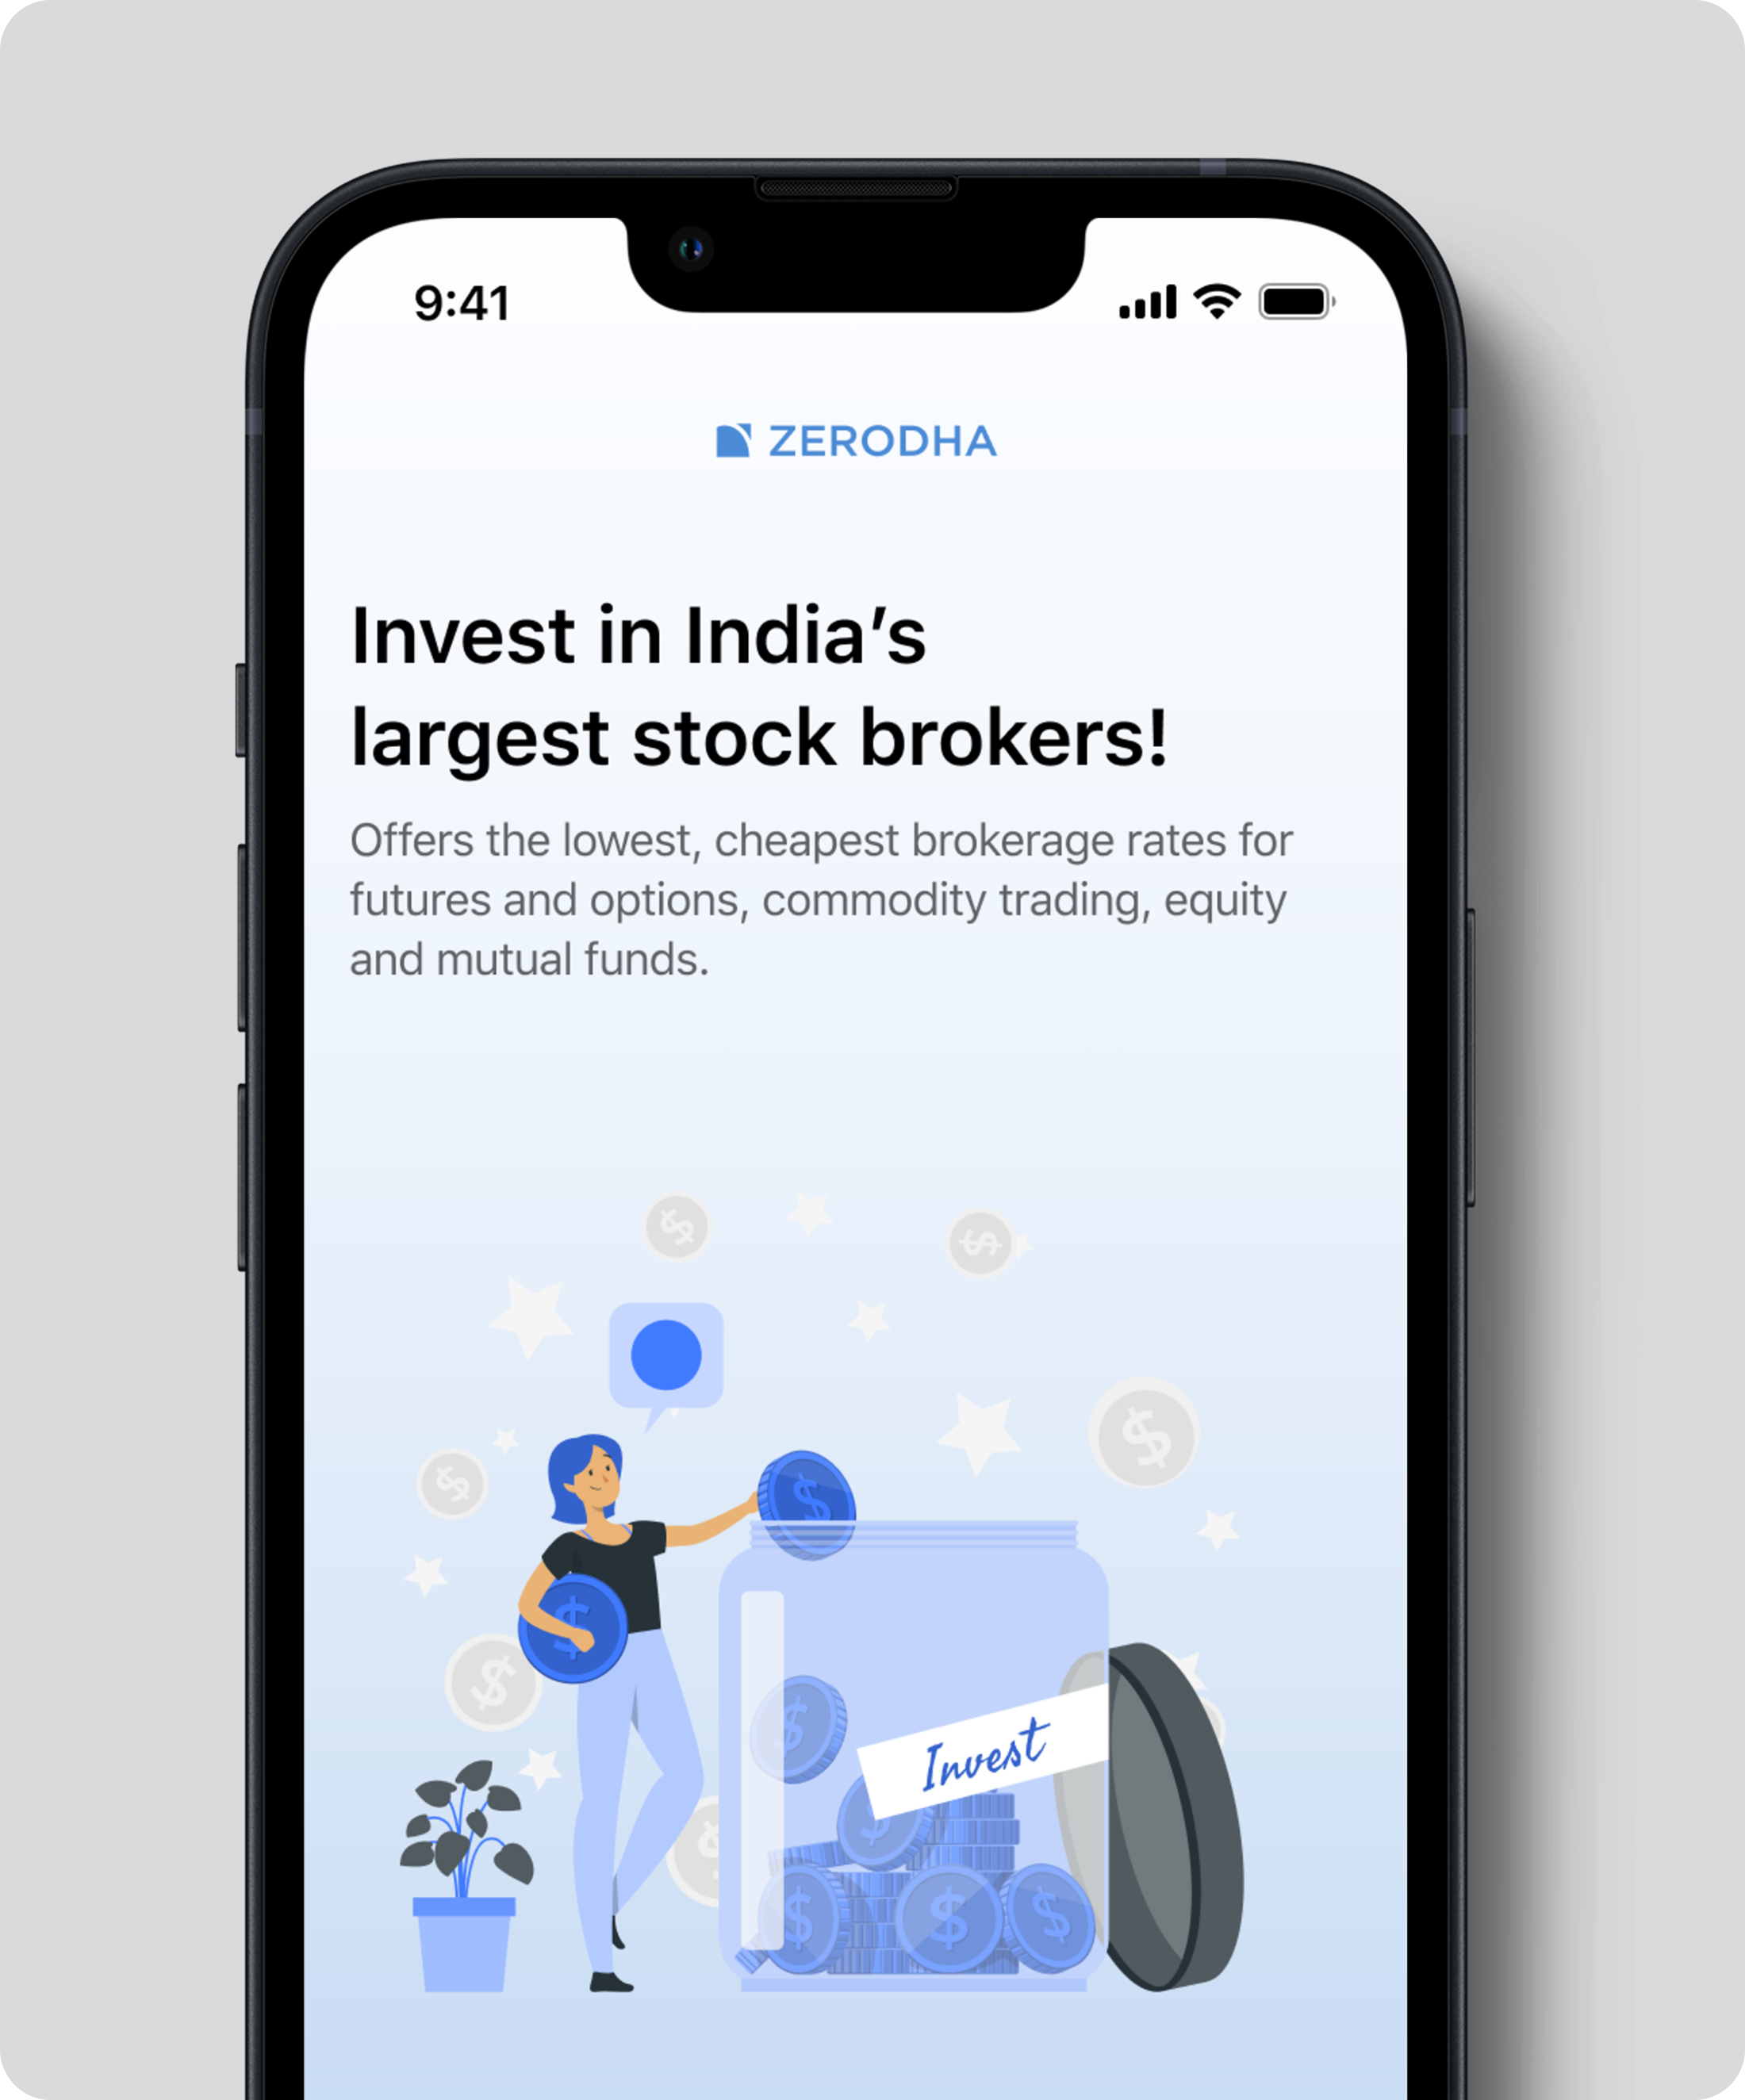 9:41
ZERODHA
Invest in India’s
largest stock brokers!
Offers the lowest, cheapest brokerage rates for
futures and options, commodity trading, equity
and mutual funds.
$
$
$
$
$
$
$
$
$
Invest
$
$
$
$
$